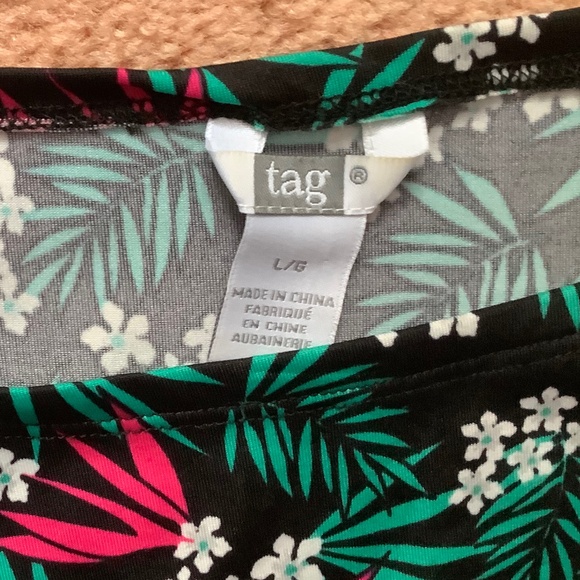 tag ®
L/G
MADE IN CHINA
FABRIQUÉ
EN CHINE
AUBAINERIE